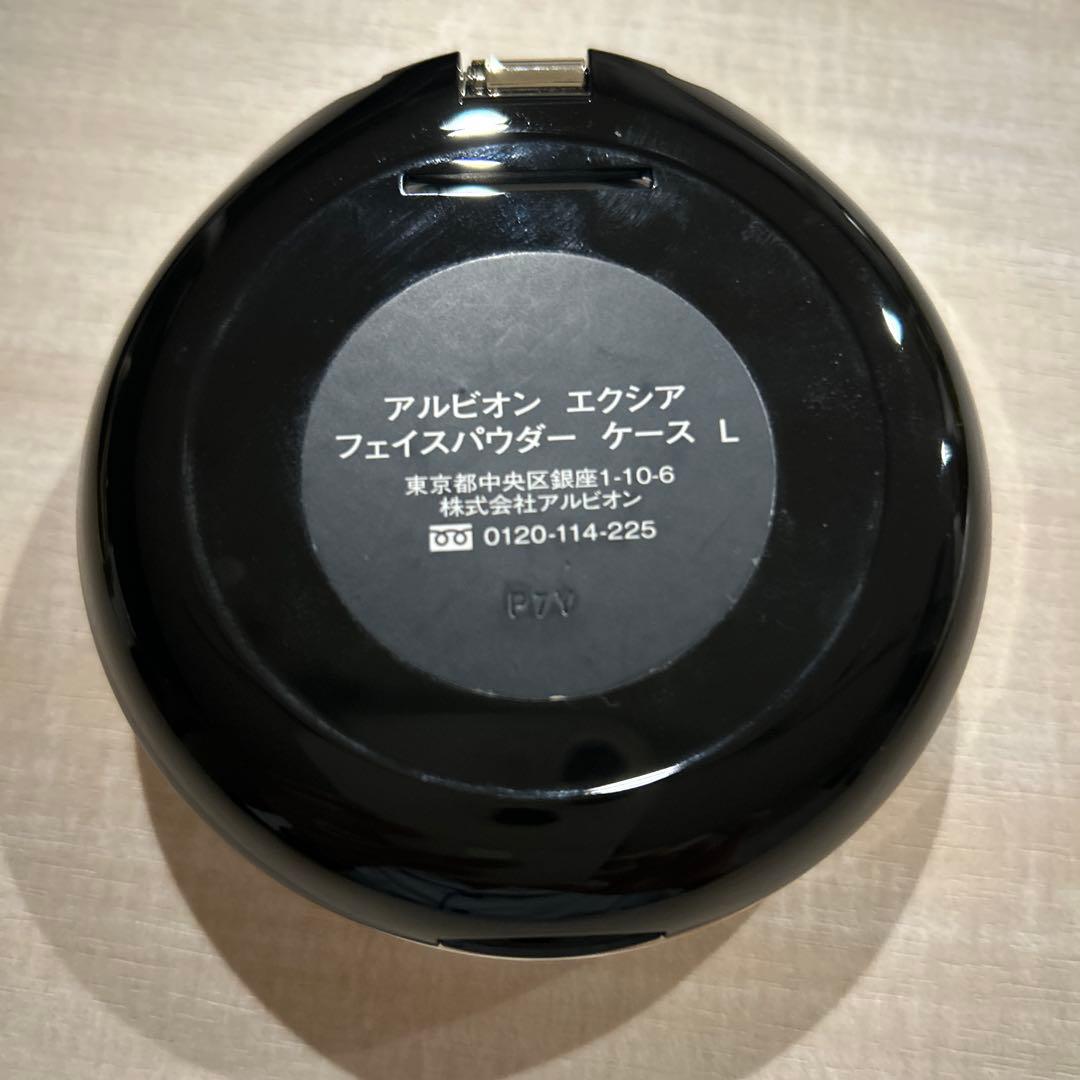 アルビオン エクシア
フェイスパウダー ケース L
東京都中央区銀座1-10-6
株式会社アルビオン
0120-114-225
P7Y